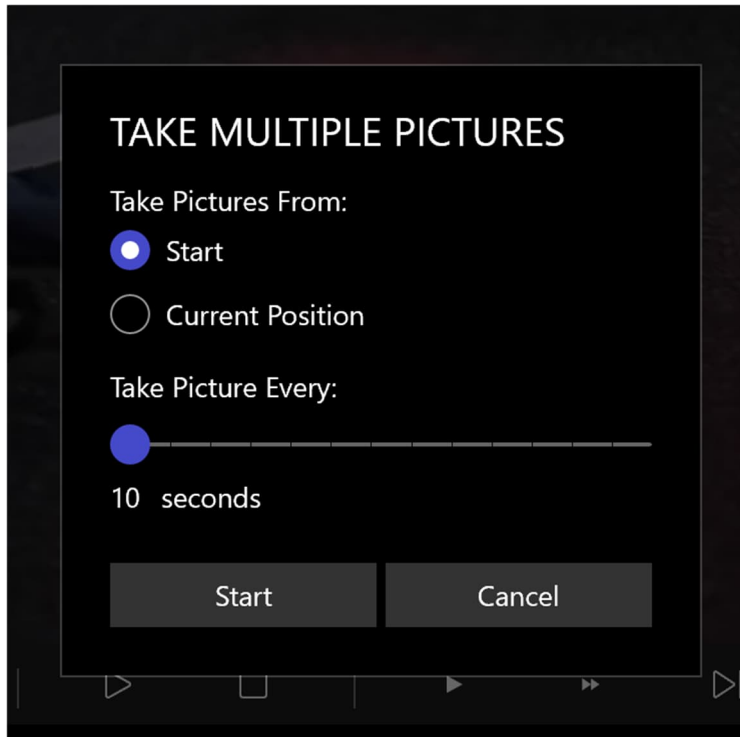 TAKE MULTIPLE PICTURES
Take Pictures From:
Start
Current Position
Take Picture Every:
10 seconds
Start Cancel